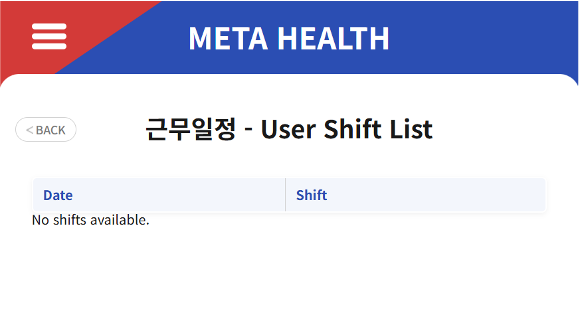 META HEALTH
<BACK
근무일정 - User Shift List
Date Shift
No shifts available.